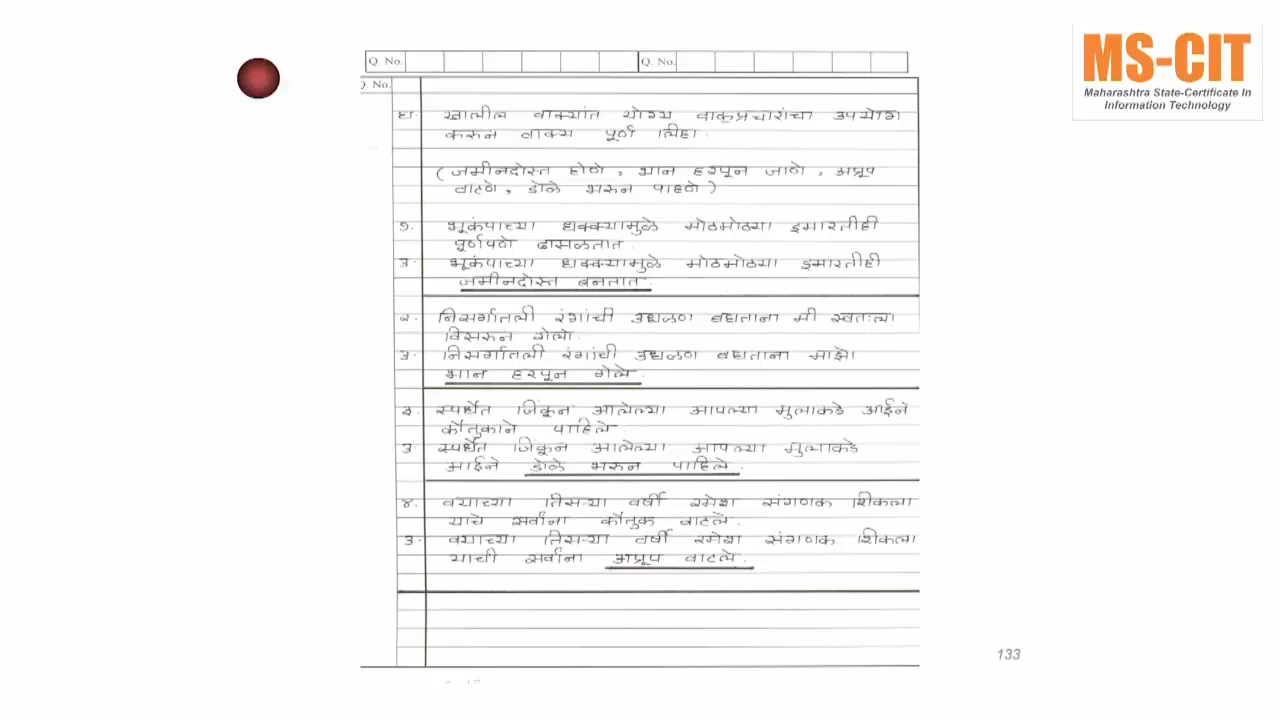 MS-CIT
Maharashtra State-Certificate In
Information Technology
Q. No.
Q. No.
Q. No.
घ. खालील वाक्यांत योग्य वाक्प्रचारांचा उपयोग
करून वाक्य पूर्ण लिहा.
(जमीनदोस्त होणे, भान हरपून जाणे, अप्रूप
वाटणे, डोळे भरून पाहणे)
१. भूकंपाच्या धक्क्यामुळे मोठमोठ्या इमारतीही
पूर्णपणे ढासळतात.
उ. भूकंपाच्या धक्क्यामुळे मोठमोठ्या इमारतीही
जमीनदोस्त बनतात.
२. निसर्गातली रंगांची उधळण बघताना मी स्वतःला
विसरून गेलो.
उ. निसर्गातली रंगांची उधळण बघताना माझे
भान हरपून गेले.
३. स्पर्धेत जिंकून आलेल्या आपल्या मुलाकडे आईने
कौतुकाने पाहिले.
उ. स्पर्धेत जिंकून आलेल्या आपल्या मुलाकडे
आईने डोळे भरून पाहिले.
४. वयाच्या तिसऱ्या वर्षी रमेश संगणक शिकला
याचे सर्वांना कौतुक वाटले.
उ. वयाच्या तिसऱ्या वर्षी रमेश संगणक शिकला
याची सर्वांना अप्रूप वाटले.
133